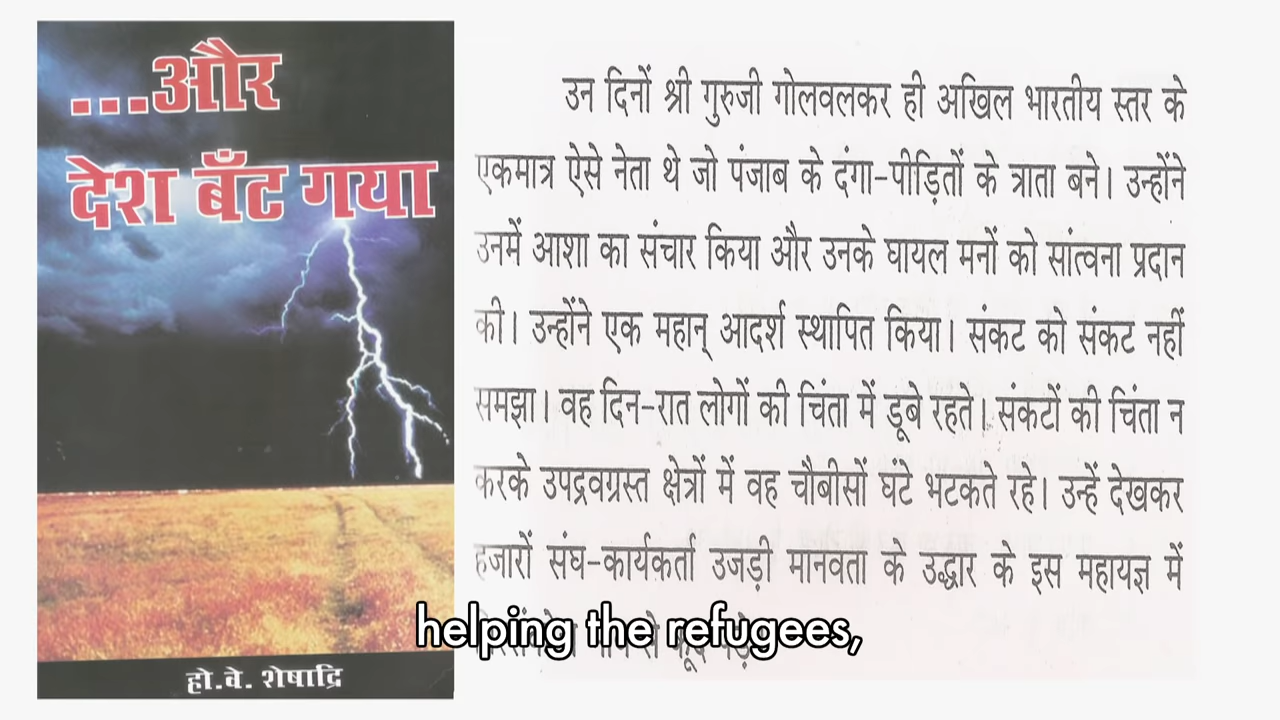 ...और
देश बँट गया
हो.वे. शेषाद्रि
उन दिनों श्री गुरुजी गोलवलकर ही अखिल भारतीय स्तर के
एकमात्र ऐसे नेता थे जो पंजाब के दंगा-पीड़ितों के त्राता बने। उन्होंने
उनमें आशा का संचार किया और उनके घायल मनों को सांत्वना प्रदान
की। उन्होंने एक महान् आदर्श स्थापित किया। संकट को संकट नहीं
समझा। वह दिन-रात लोगों की चिंता में डूबे रहते। संकटों की चिंता न
करके उपद्रवग्रस्त क्षेत्रों में वह चौबीसों घंटे भटकते रहे। उन्हें देखकर
हजारों संघ-कार्यकर्ता उजड़ी मानवता के उद्धार के इस महायज्ञ में
helping the refugees,